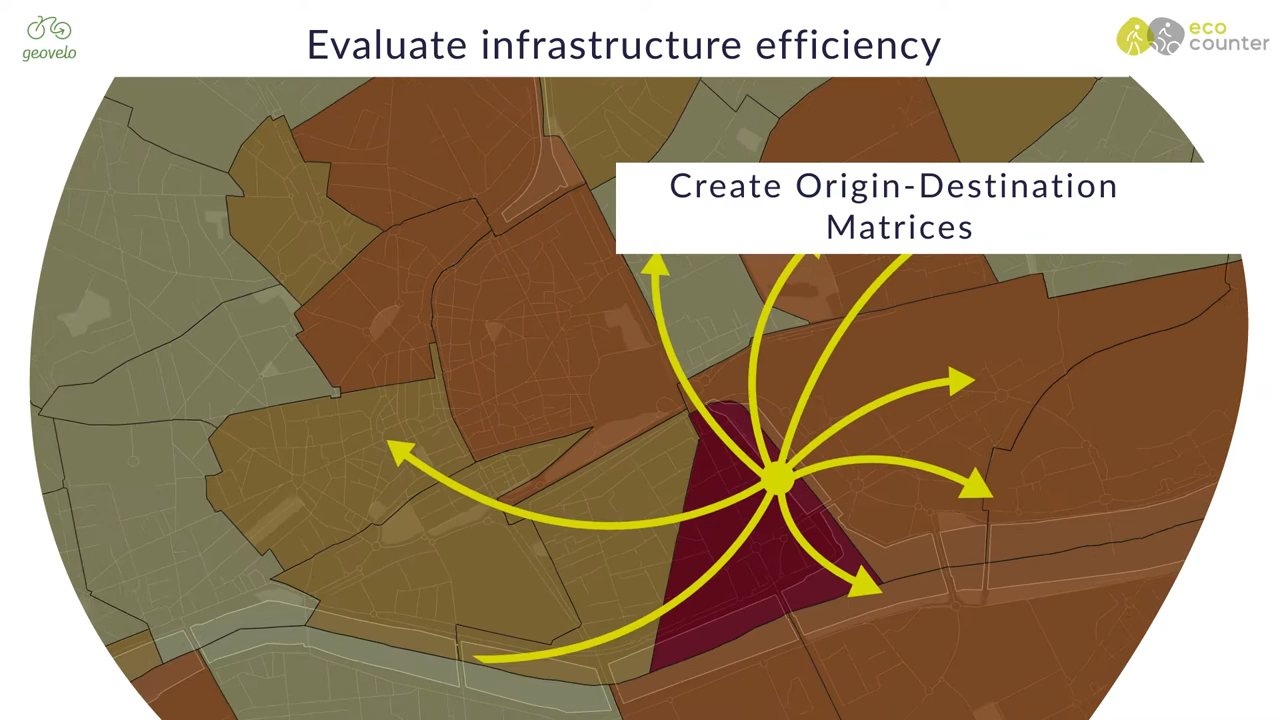 geovelo
Evaluate infrastructure efficiency
eco
counter
Create Origin-Destination
Matrices